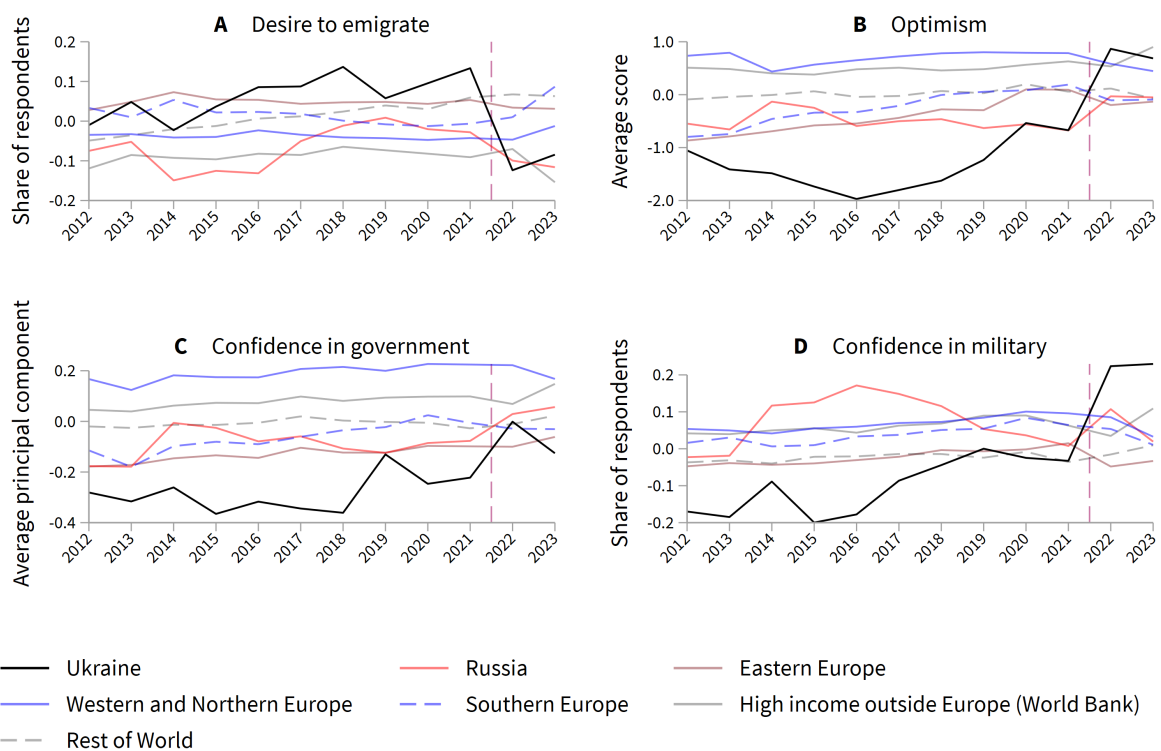 A Desire to emigrate
Share of respondents
0.2
0.1
0.0
-0.1
-0.2
2012 2013 2014 2015 2016 2017 2018 2019 2020 2021 2022 2023
B Optimism
Average score
1.0
0.0
-1.0
-2.0
2012 2013 2014 2015 2016 2017 2018 2019 2020 2021 2022 2023
C Confidence in government
Average principal component
0.2
0.0
-0.2
-0.4
2012 2013 2014 2015 2016 2017 2018 2019 2020 2021 2022 2023
D Confidence in military
Share of respondents
0.2
0.1
0.0
-0.1
-0.2
2012 2013 2014 2015 2016 2017 2018 2019 2020 2021 2022 2023
Ukraine Russia Eastern Europe
Western and Northern Europe Southern Europe High income outside Europe (World Bank)
Rest of World